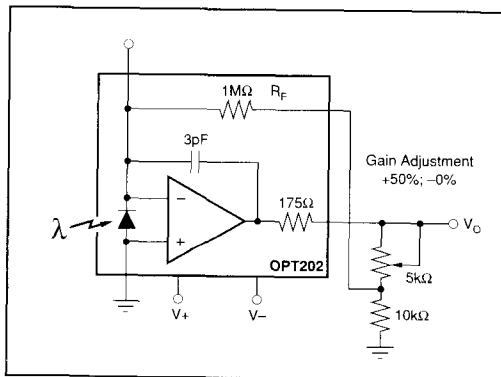 1MΩ R_F
3pF
Gain Adjustment
+50%; –0%
175Ω
V_O
–
λ
+
OPT202
5kΩ
V+ V–
10kΩ